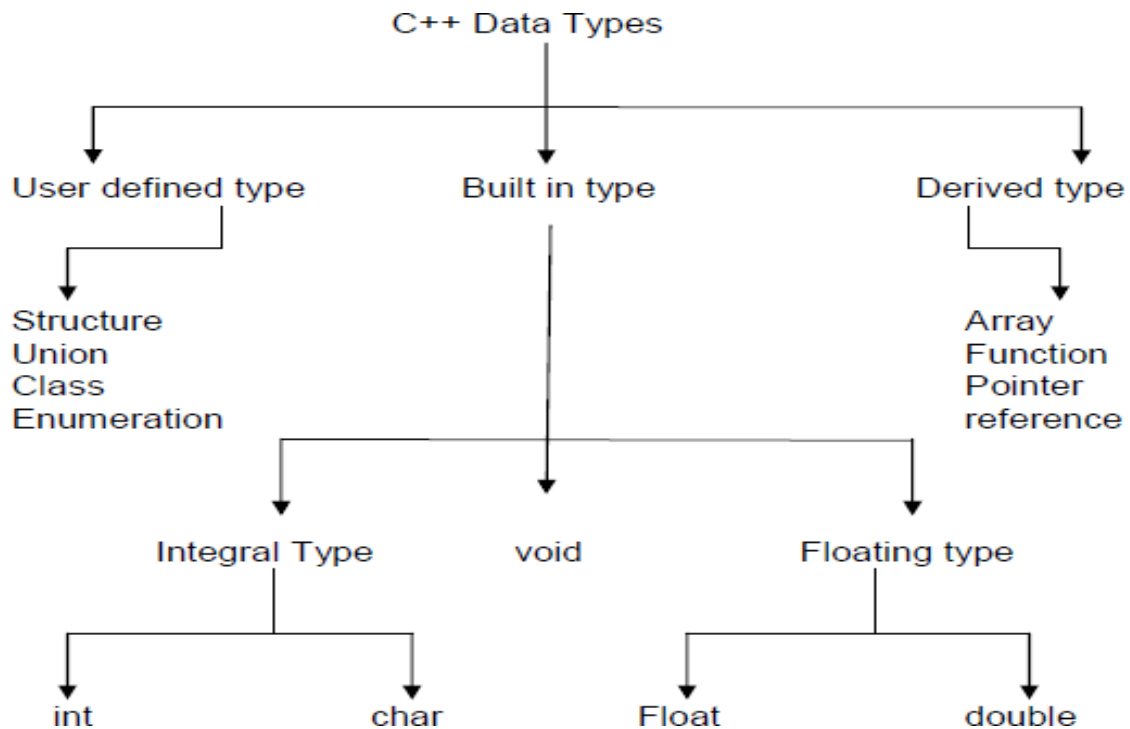 C++ Data Types
User defined type
Built in type
Derived type
Structure
Union
Class
Enumeration
Array
Function
Pointer
reference
Integral Type
void
Floating type
int
char
Float
double